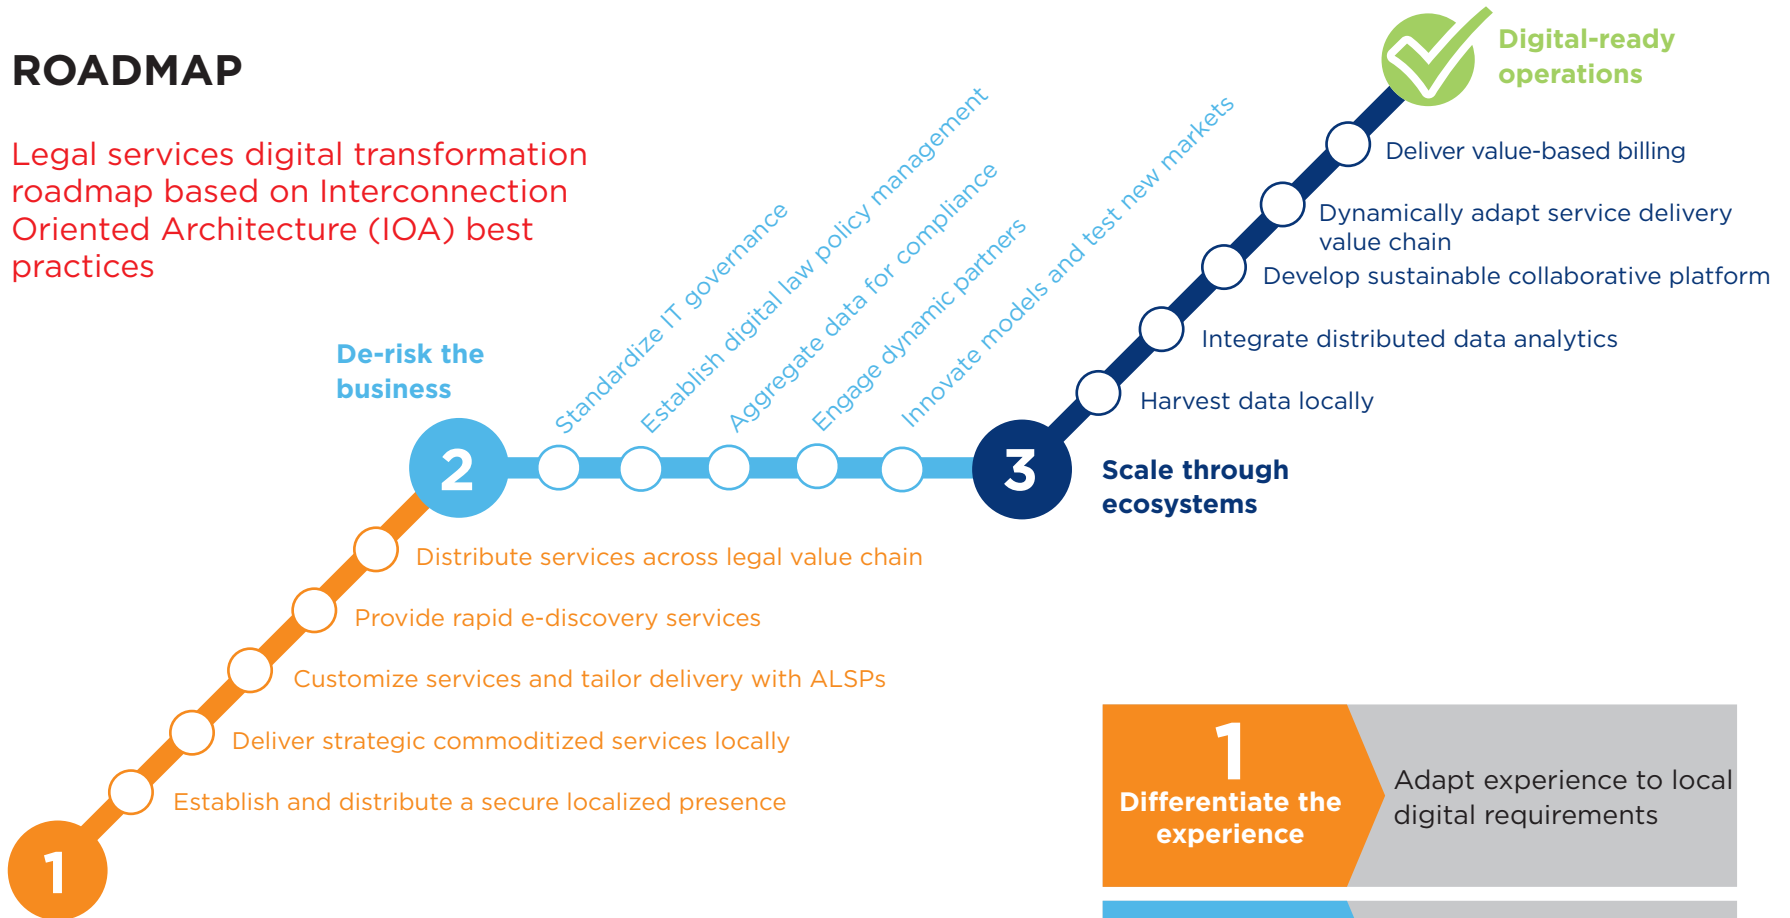 ROADMAP
Legal services digital transformation
roadmap based on Interconnection
Oriented Architecture (IOA) best
practices
Digital-ready
operations
Deliver value-based billing
Dynamically adapt service delivery
value chain
Develop sustainable collaborative platform
Integrate distributed data analytics
Harvest data locally
3
Scale through
ecosystems
Standardize IT governance
Establish digital law policy management
Aggregate data for compliance
Engage dynamic partners
Innovate models and test new markets
De-risk the
business
2
Distribute services across legal value chain
Provide rapid e-discovery services
Customize services and tailor delivery with ALSPs
Deliver strategic commoditized services locally
Establish and distribute a secure localized presence
1
1
Differentiate the
experience
Adapt experience to local
digital requirements